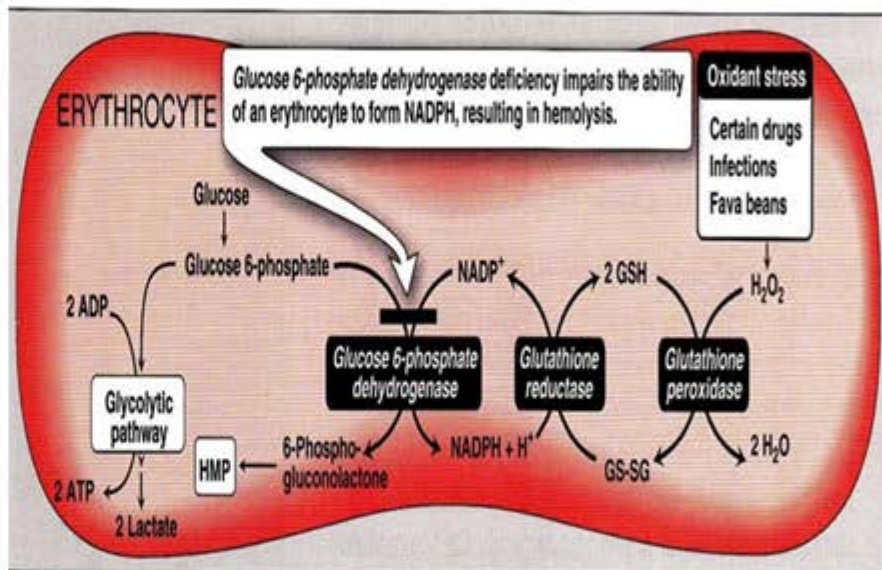 Glucose 6-phosphate dehydrogenase deficiency impairs the ability
of an erythrocyte to form NADPH, resulting in hemolysis.
Oxidant stress
Certain drugs
Infections
Fava beans
ERYTHROCYTE
Glucose
Glucose 6-phosphate
NADP⁺
2 GSH
H₂O₂
2 ADP
Glucose 6-phosphate
dehydrogenase
Glutathione
reductase
Glutathione
peroxidase
Glycolytic
pathway
HMP
6-Phospho-
gluconolactone
NADPH + H⁺
GS-SG
2 H₂O
2 ATP
2 Lactate